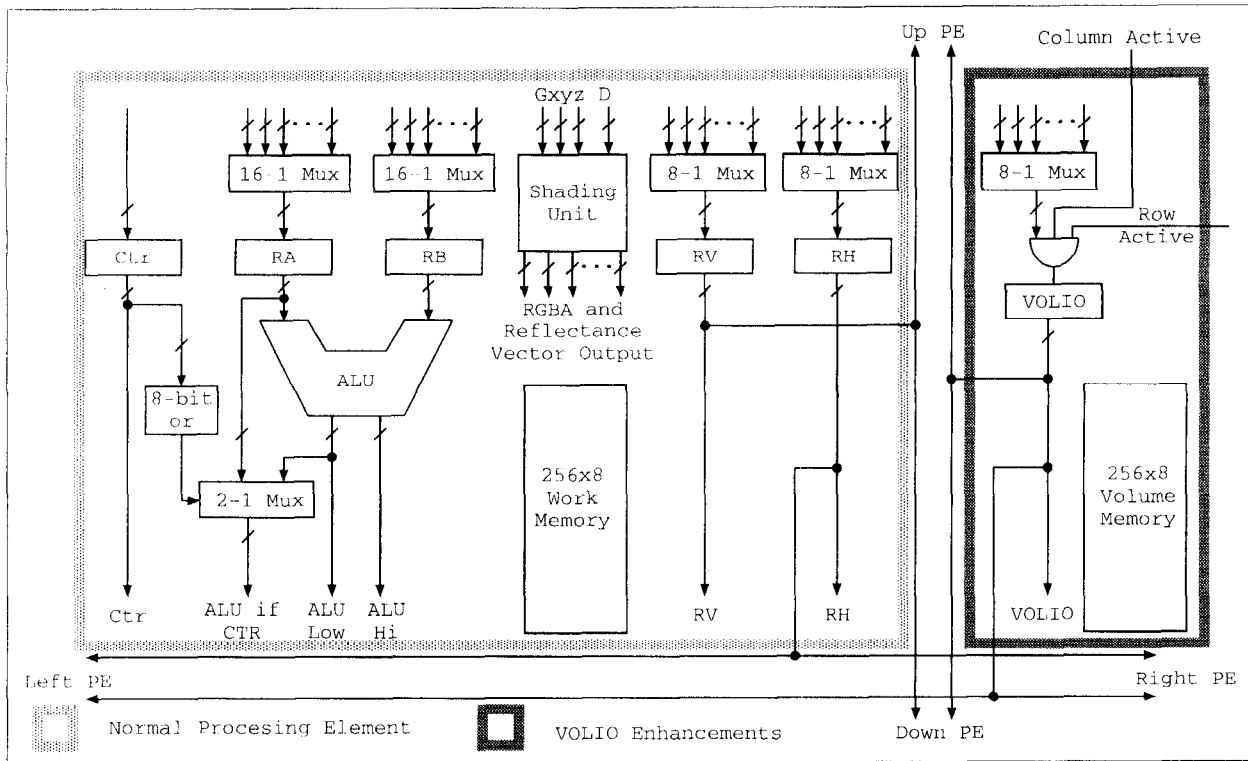 Up PE
Column Active
Gxyz D
16-1 Mux
16-1 Mux
Shading
Unit
8-1 Mux
8-1 Mux
8-1 Mux
Row
Active
Ctr
RA
RB
RV
RH
VOLIO
RGBA and
Reflectance
Vector Output
ALU
8-bit
or
2-1 Mux
256x8
Work
Memory
256x8
Volume
Memory
Ctr
ALU if
CTR
ALU
Low
ALU
Hi
RV
RH
VOLIO
Left PE
Right PE
Normal Procesing Element
VOLIO Enhancements
Down PE